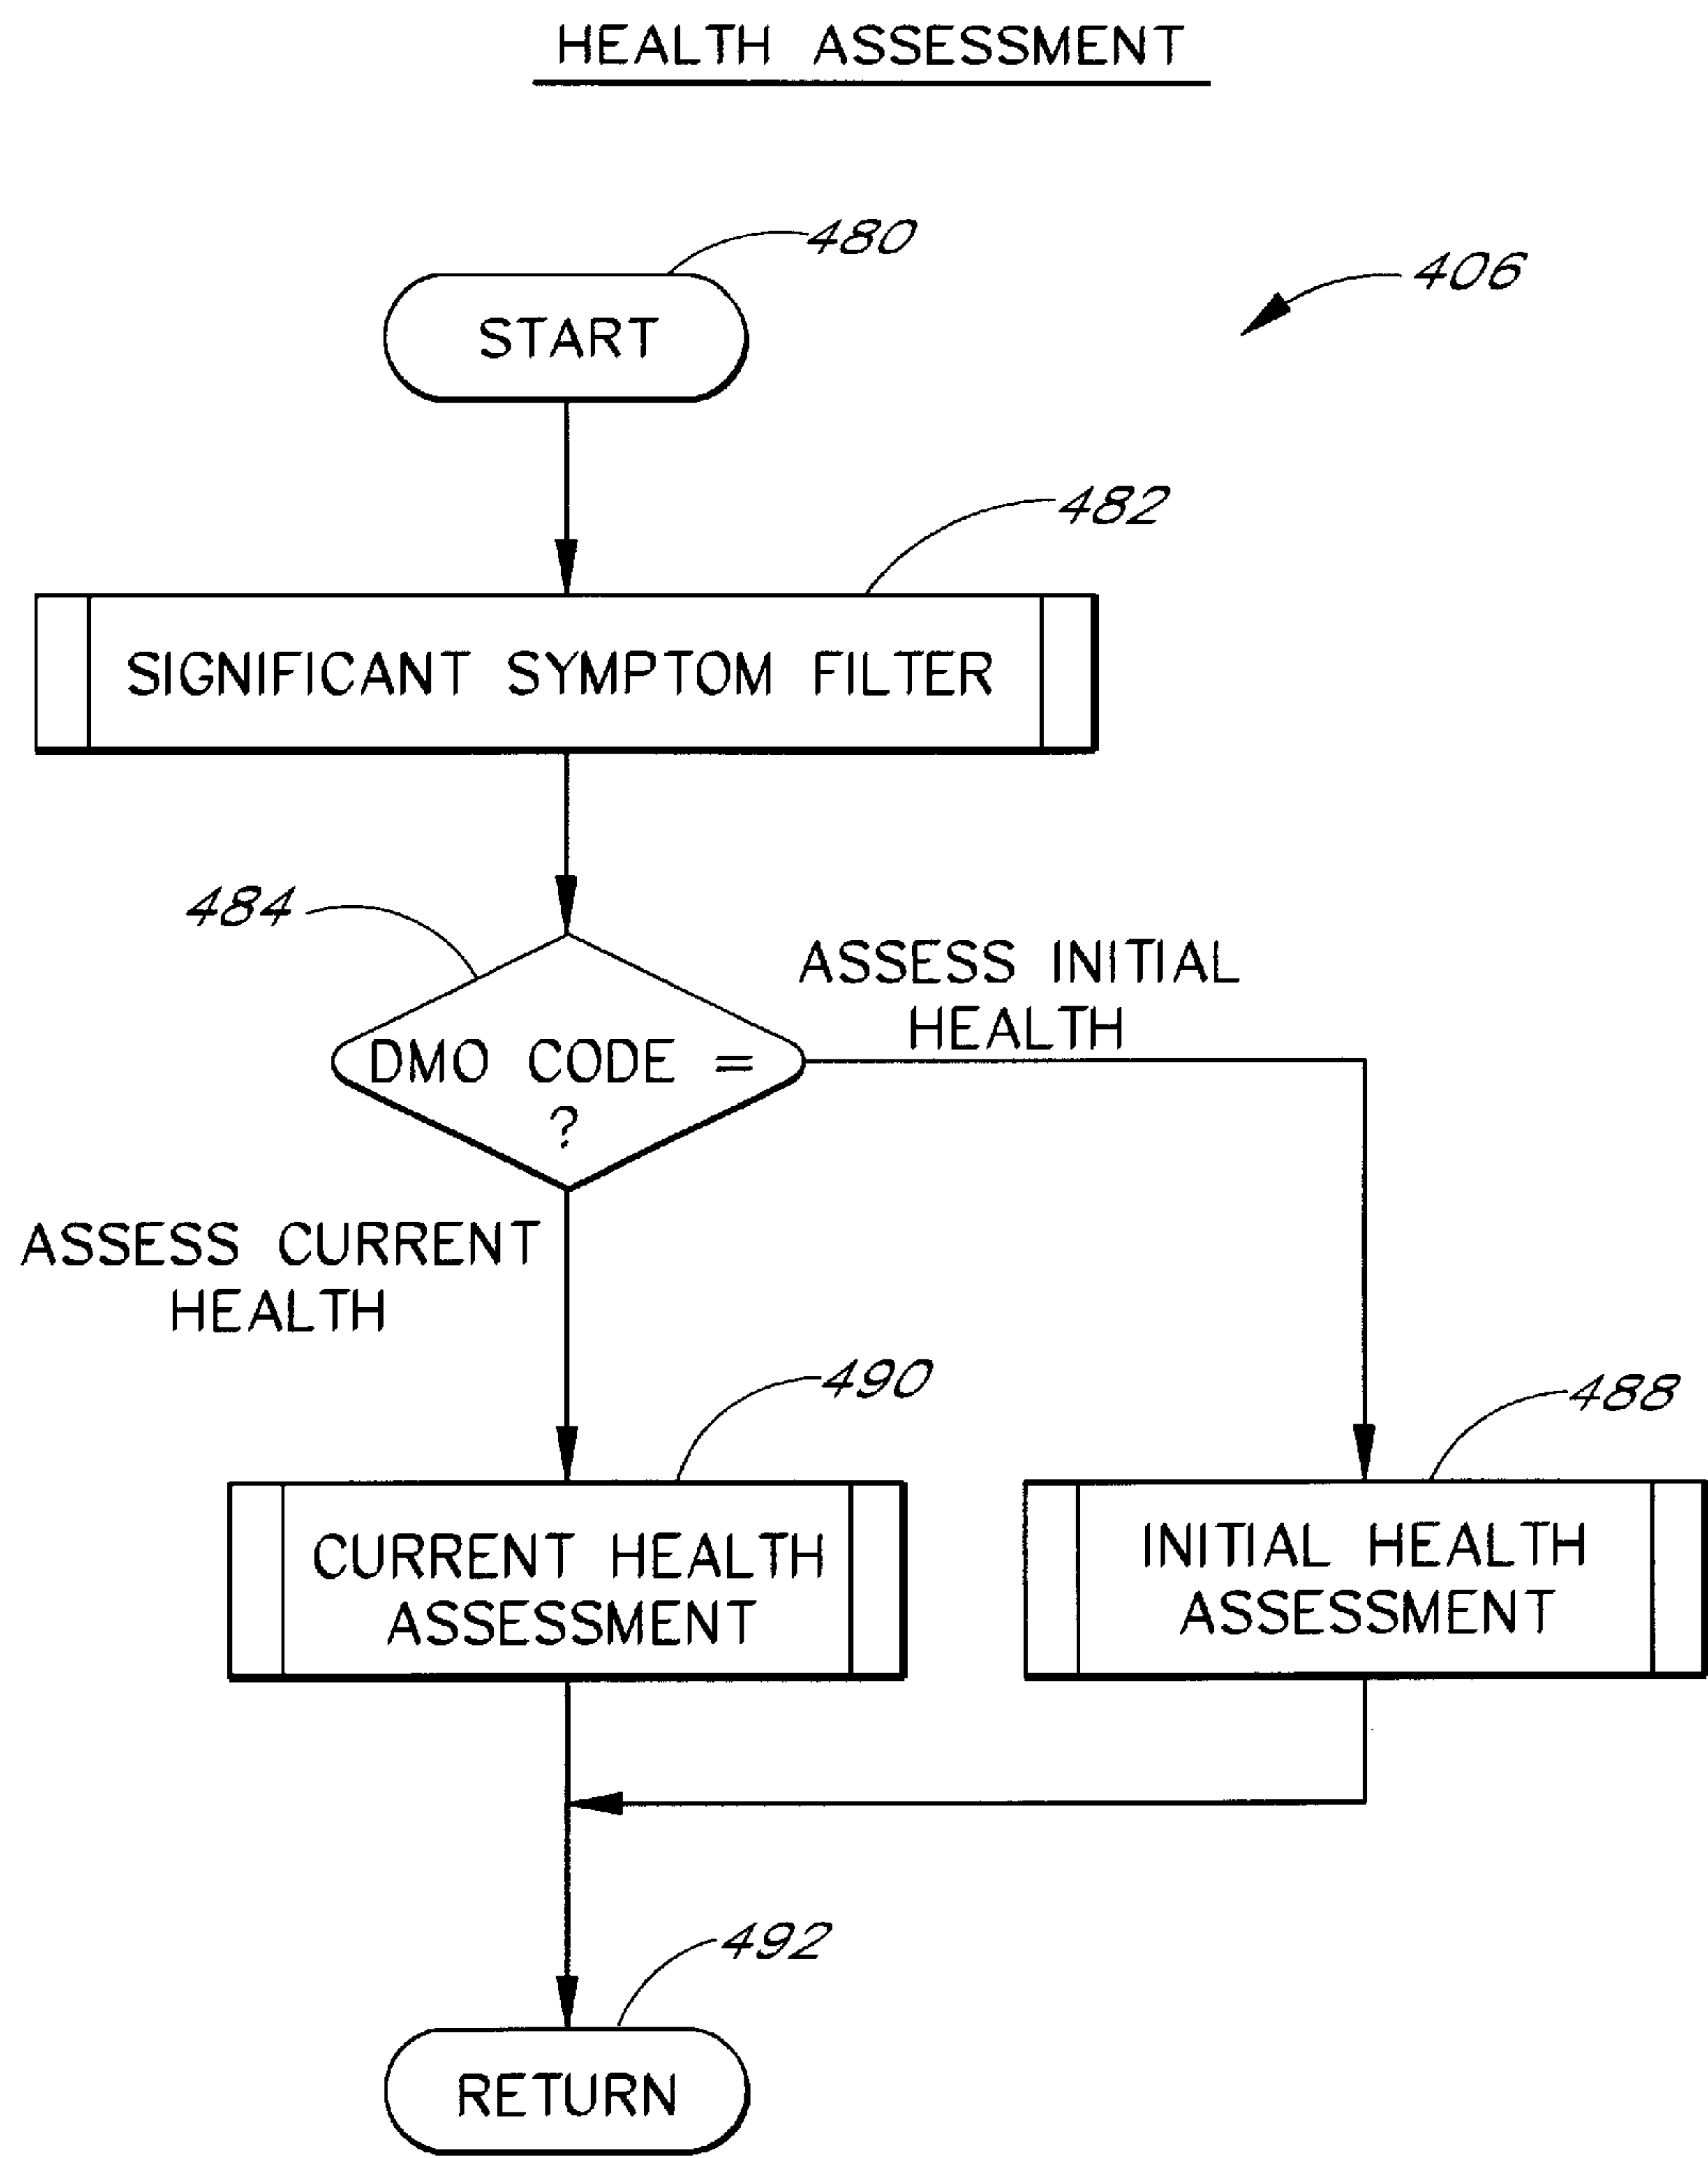 HEALTH ASSESSMENT
480
406
START
482
SIGNIFICANT SYMPTOM FILTER
484
ASSESS INITIAL
HEALTH
DMO CODE =
?
ASSESS CURRENT
HEALTH
490
488
CURRENT HEALTH
ASSESSMENT
INITIAL HEALTH
ASSESSMENT
492
RETURN